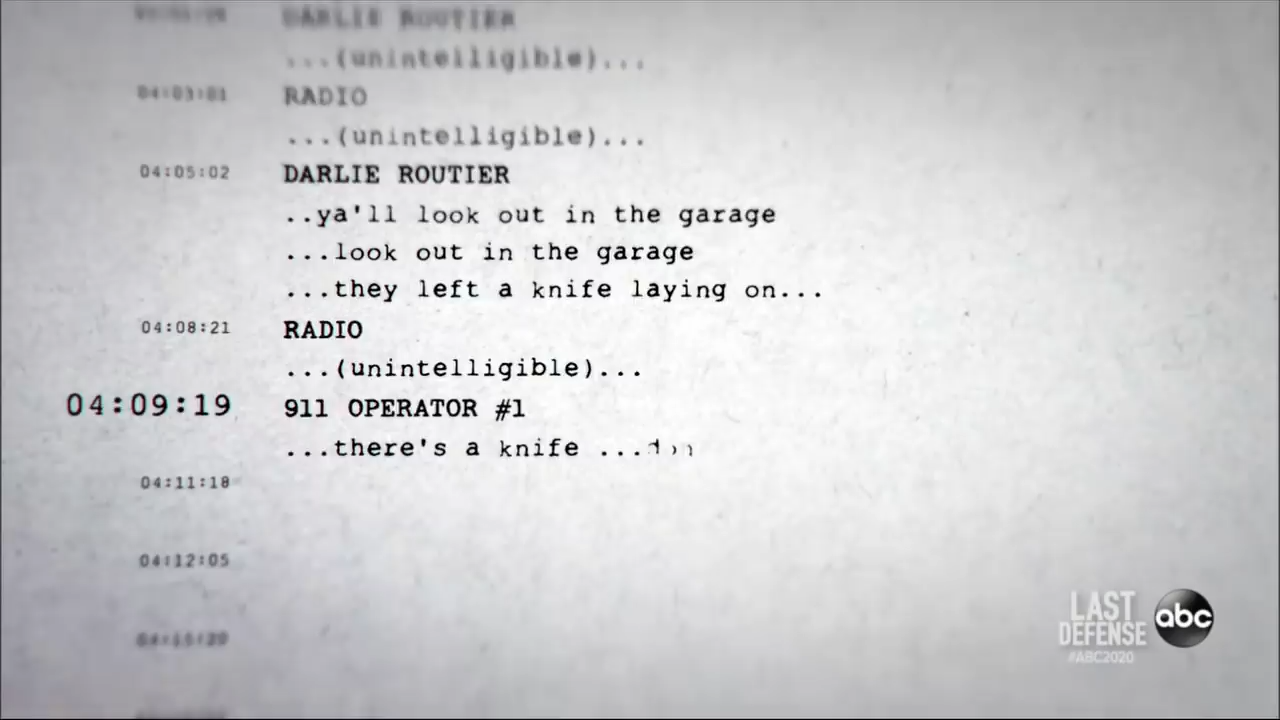 DARLIE ROUTIER
...(unintelligible)...
04:03:01 RADIO
...(unintelligible)...
04:05:02 DARLIE ROUTIER
..ya'll look out in the garage
...look out in the garage
...they left a knife laying on...
04:08:21 RADIO
...(unintelligible)...
04:09:19 911 OPERATOR #1
...there's a knife ...
04:11:18
04:12:05
LAST
DEFENSE
abc
#ABC2020